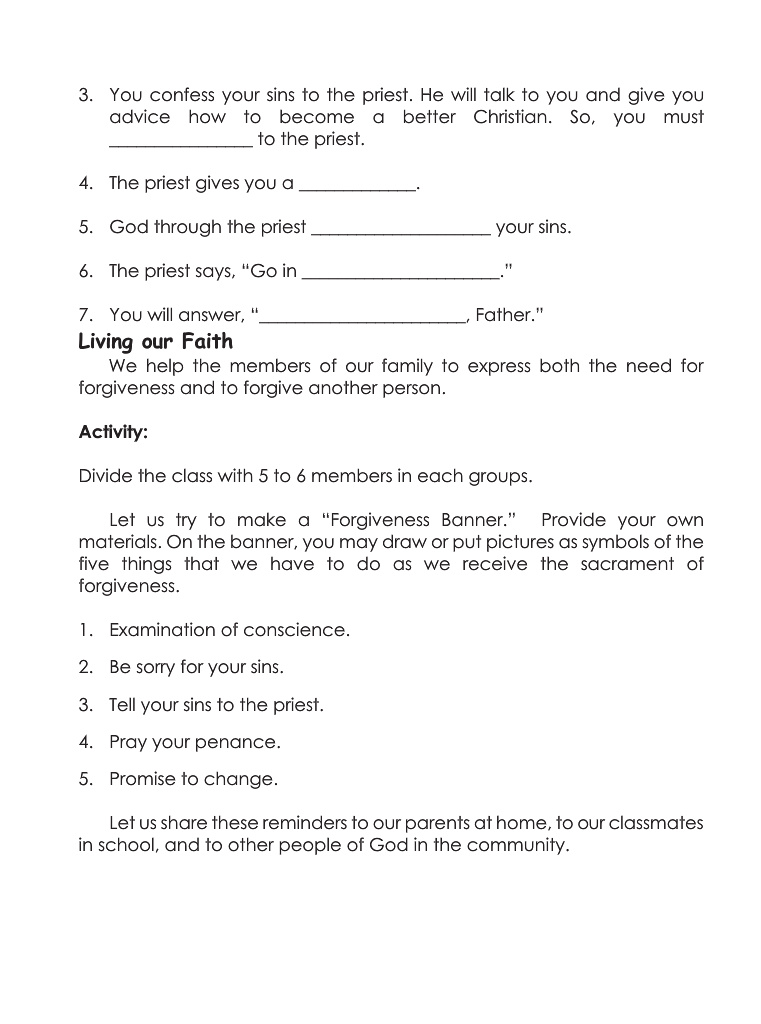 3. You confess your sins to the priest. He will talk to you and give you
advice how to become a better Christian. So, you must
________________ to the priest.
4. The priest gives you a _____________.
5. God through the priest ____________________ your sins.
6. The priest says, “Go in ______________________.”
7. You will answer, “_______________________, Father.”
Living our Faith
We help the members of our family to express both the need for
forgiveness and to forgive another person.
Activity:
Divide the class with 5 to 6 members in each groups.
Let us try to make a “Forgiveness Banner.” Provide your own
materials. On the banner, you may draw or put pictures as symbols of the
five things that we have to do as we receive the sacrament of
forgiveness.
1. Examination of conscience.
2. Be sorry for your sins.
3. Tell your sins to the priest.
4. Pray your penance.
5. Promise to change.
Let us share these reminders to our parents at home, to our classmates
in school, and to other people of God in the community.